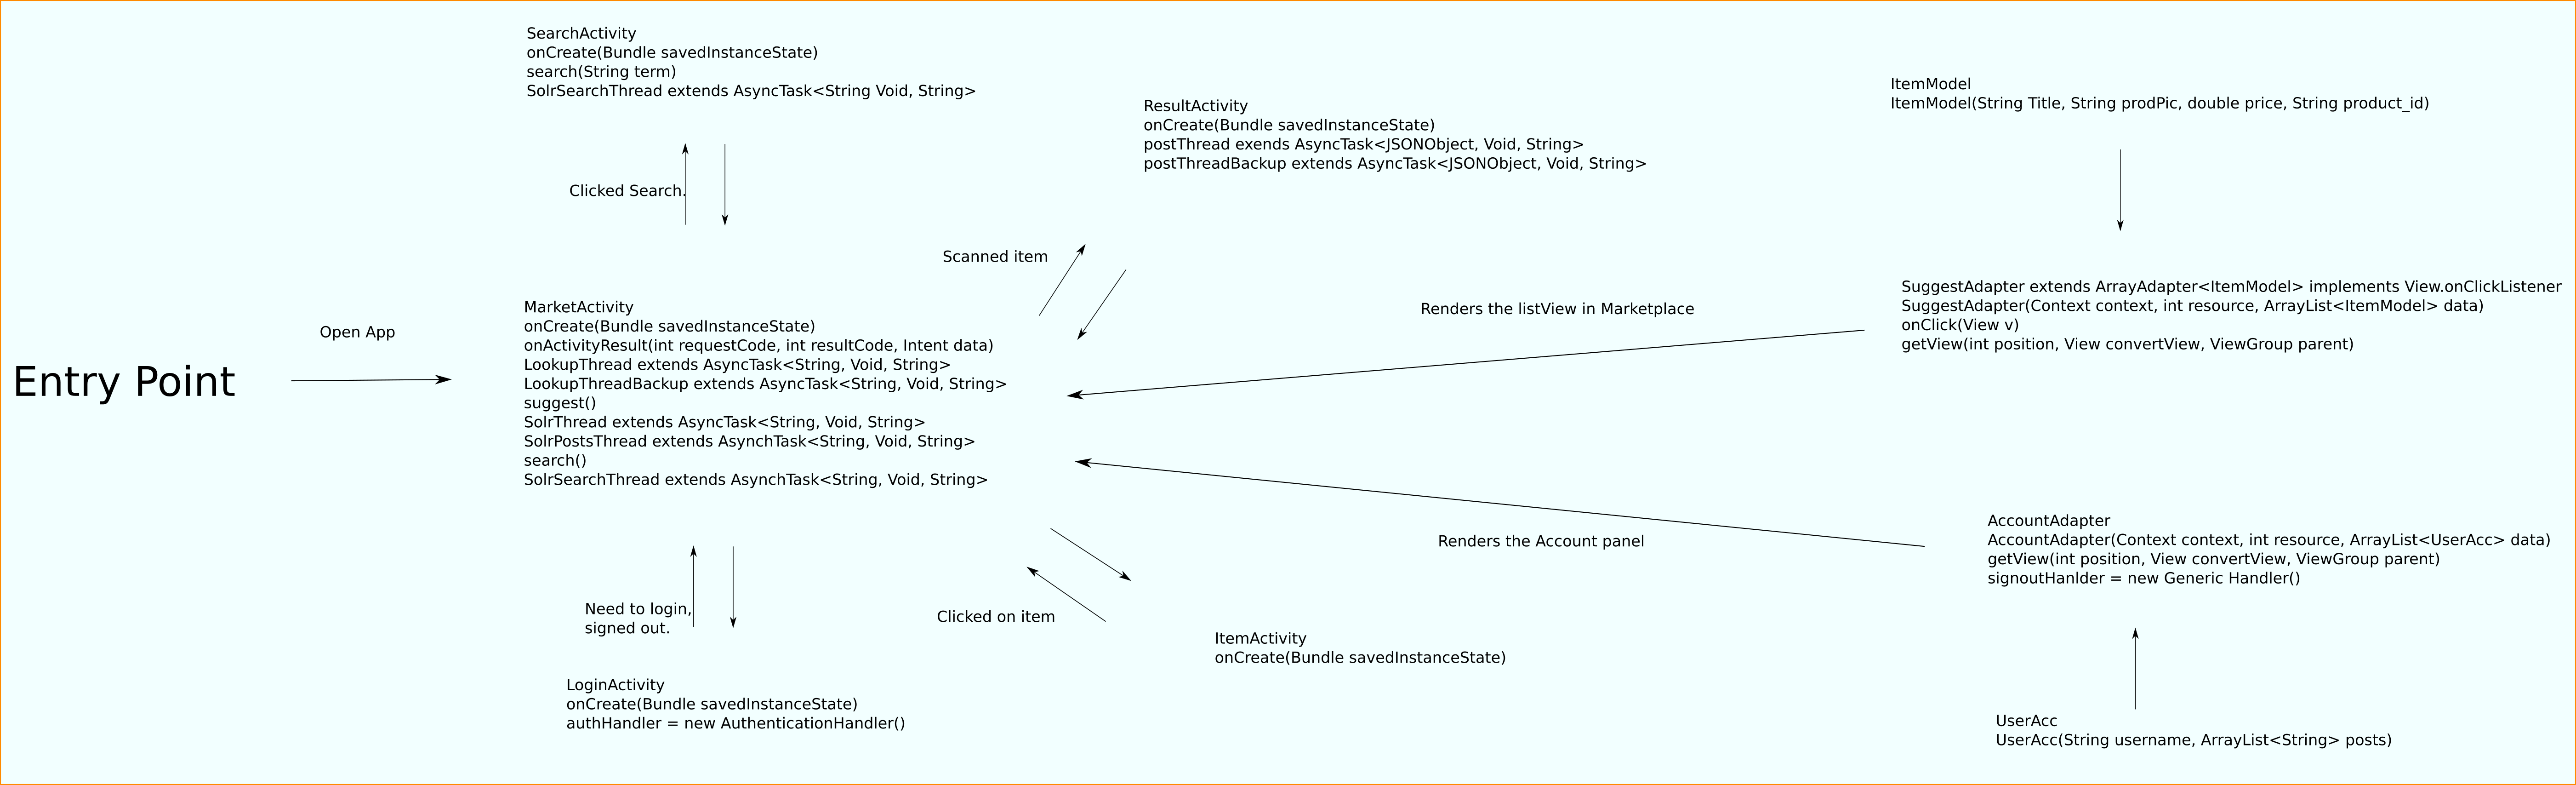 SearchActivity
onCreate(Bundle savedInstanceState)
search(String term)
SolrSearchThread extends AsyncTask<String Void, String>
Clicked Search.
ResultActivity
onCreate(Bundle savedInstanceState)
postThread exends AsyncTask<JSONObject, Void, String>
postThreadBackup extends AsyncTask<JSONObject, Void, String>
Scanned item
ItemModel
ItemModel(String Title, String prodPic, double price, String product_id)
Entry Point
Open App
MarketActivity
onCreate(Bundle savedInstanceState)
onActivityResult(int requestCode, int resultCode, Intent data)
LookupThread extends AsyncTask<String, Void, String>
LookupThreadBackup extends AsyncTask<String, Void, String>
suggest()
SolrThread extends AsyncTask<String, Void, String>
SolrPostsThread extends AsynchTask<String, Void, String>
search()
SolrSearchThread extends AsynchTask<String, Void, String>
Renders the listView in Marketplace
SuggestAdapter extends ArrayAdapter<ItemModel> implements View.onClickListener
SuggestAdapter(Context context, int resource, ArrayList<ItemModel> data)
onClick(View v)
getView(int position, View convertView, ViewGroup parent)
Renders the Account panel
AccountAdapter
AccountAdapter(Context context, int resource, ArrayList<UserAcc> data)
getView(int position, View convertView, ViewGroup parent)
signoutHanlder = new Generic Handler()
Need to login,
signed out.
Clicked on item
ItemActivity
onCreate(Bundle savedInstanceState)
LoginActivity
onCreate(Bundle savedInstanceState)
authHandler = new AuthenticationHandler()
UserAcc
UserAcc(String username, ArrayList<String> posts)